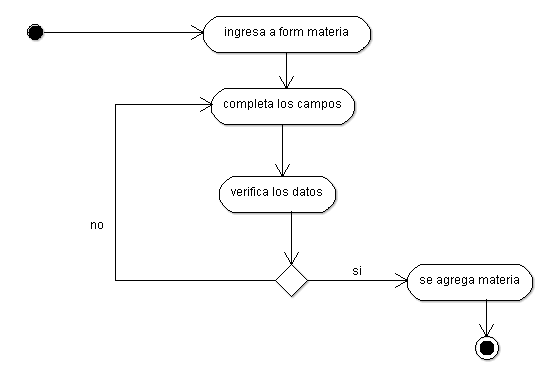 ingresa a form materia
completa los campos
verifica los datos
no
si
se agrega materia